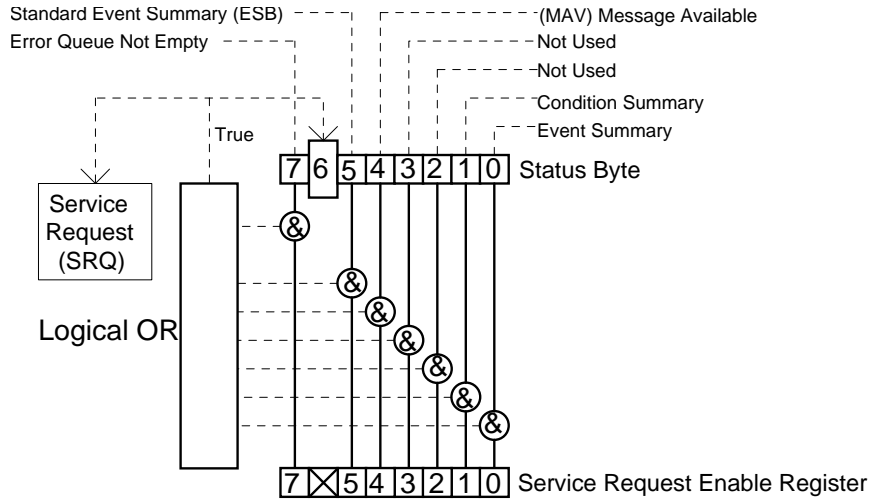 Standard Event Summary (ESB)
(MAV) Message Available
Error Queue Not Empty
Not Used
Not Used
Condition Summary
True
Event Summary
7 6 5 4 3 2 1 0 Status Byte
Service
Request
(SRQ)
&
&
&
&
&
&
&
Logical OR
7 5 4 3 2 1 0 Service Request Enable Register